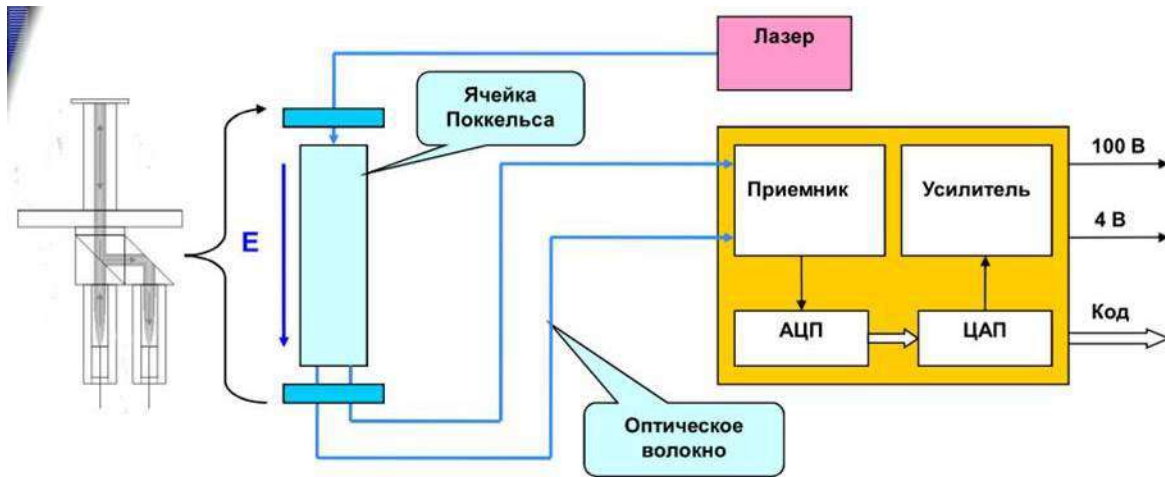 Лазер
Ячейка
Поккельса
E
Приемник
Усилитель
100 В
4 В
АЦП
ЦАП
Код
Оптическое
волокно